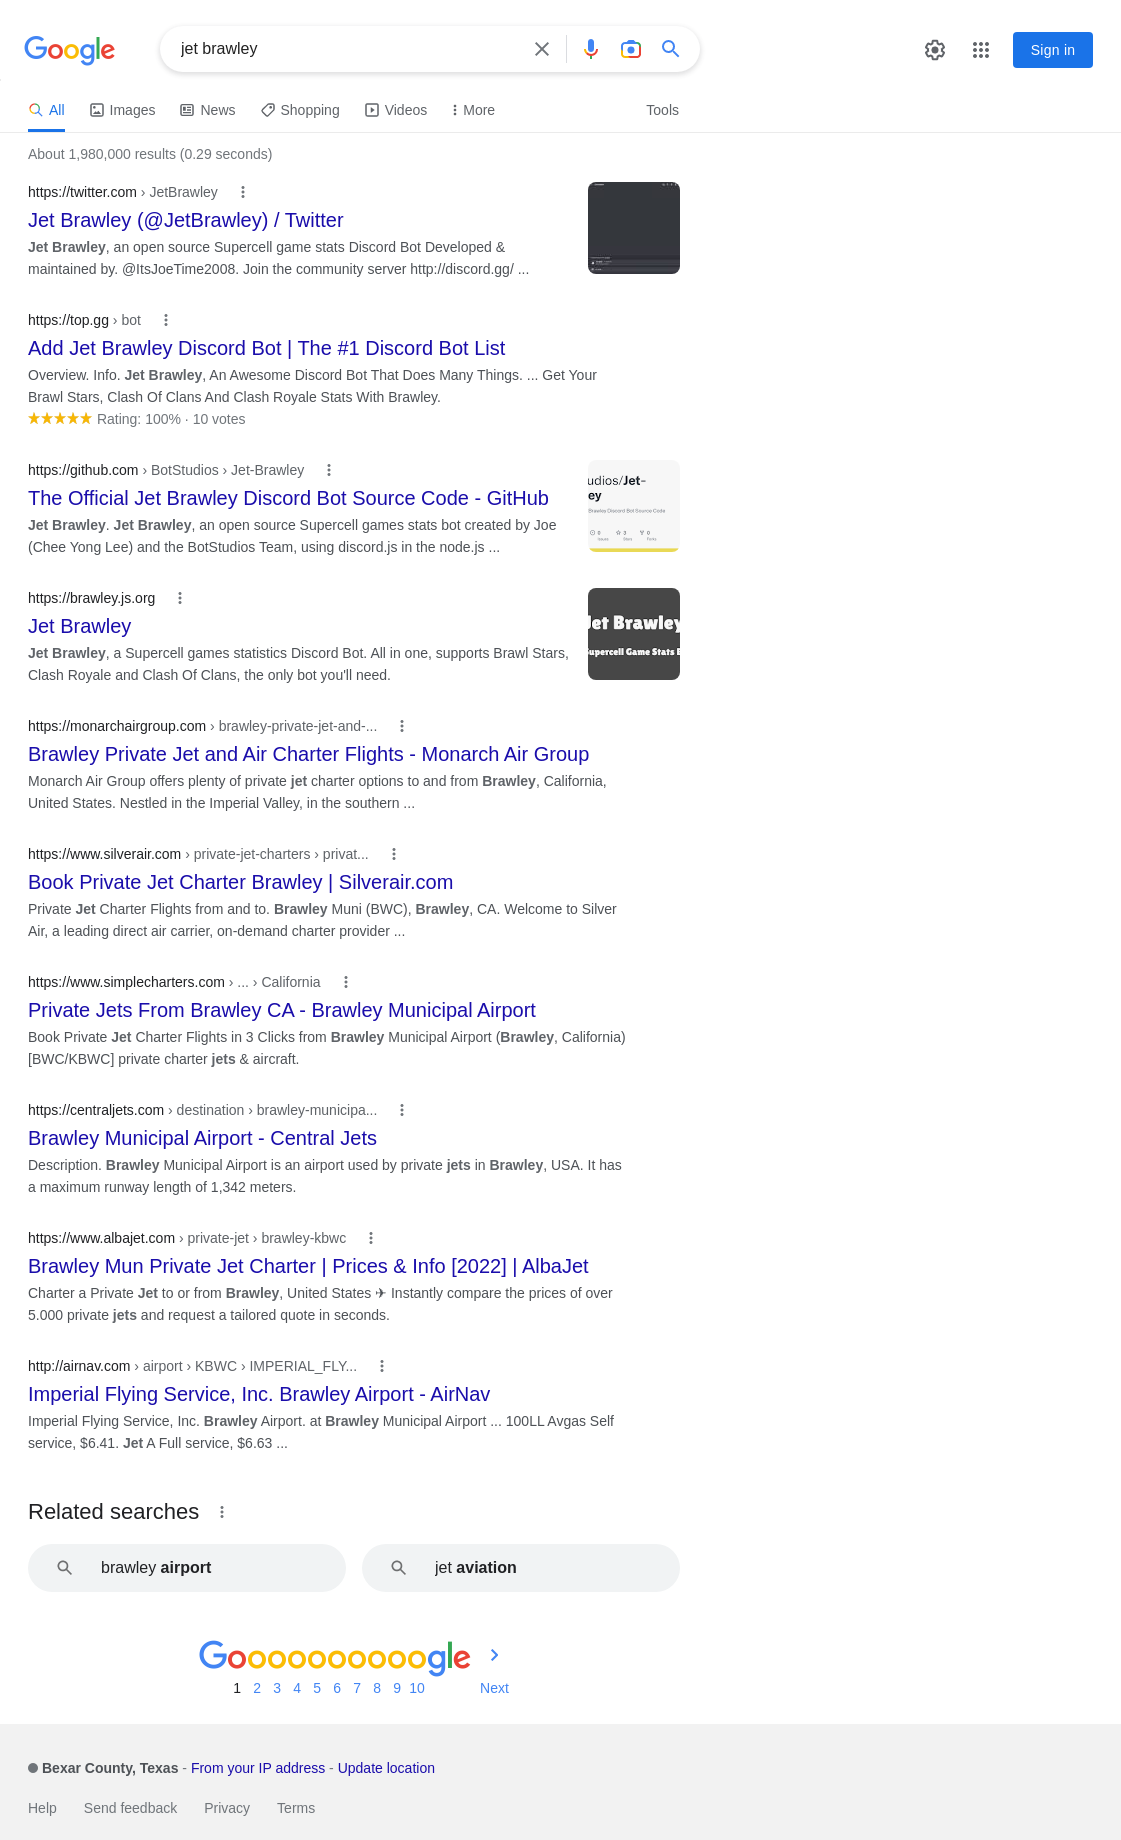 Google
jet brawley
Sign in
All
Images
News
Shopping
Videos
More
Tools
About 1,980,000 results (0.29 seconds)
https://twitter.com › JetBrawley
Jet Brawley (@JetBrawley) / Twitter
Jet Brawley, an open source Supercell game stats Discord Bot Developed &
maintained by. @ItsJoeTime2008. Join the community server http://discord.gg/ ...
https://top.gg › bot
Add Jet Brawley Discord Bot | The #1 Discord Bot List
Overview. Info. Jet Brawley, An Awesome Discord Bot That Does Many Things. ... Get Your
Brawl Stars, Clash Of Clans And Clash Royale Stats With Brawley.
Rating: 100% · 10 votes
https://github.com › BotStudios › Jet-Brawley
The Official Jet Brawley Discord Bot Source Code - GitHub
Jet Brawley. Jet Brawley, an open source Supercell games stats bot created by Joe
(Chee Yong Lee) and the BotStudios Team, using discord.js in the node.js ...
udios/Jet-
ey
Brawley Discord Bot Source Code
https://brawley.js.org
Jet Brawley
Jet Brawley, a Supercell games statistics Discord Bot. All in one, supports Brawl Stars,
Clash Royale and Clash Of Clans, the only bot you'll need.
Jet Brawley
Supercell Game Stats
https://monarchairgroup.com › brawley-private-jet-and-...
Brawley Private Jet and Air Charter Flights - Monarch Air Group
Monarch Air Group offers plenty of private jet charter options to and from Brawley, California,
United States. Nestled in the Imperial Valley, in the southern ...
https://www.silverair.com › private-jet-charters › privat...
Book Private Jet Charter Brawley | Silverair.com
Private Jet Charter Flights from and to. Brawley Muni (BWC), Brawley, CA. Welcome to Silver
Air, a leading direct air carrier, on-demand charter provider ...
https://www.simplecharters.com › ... › California
Private Jets From Brawley CA - Brawley Municipal Airport
Book Private Jet Charter Flights in 3 Clicks from Brawley Municipal Airport (Brawley, California)
[BWC/KBWC] private charter jets & aircraft.
https://centraljets.com › destination › brawley-municipa...
Brawley Municipal Airport - Central Jets
Description. Brawley Municipal Airport is an airport used by private jets in Brawley, USA. It has
a maximum runway length of 1,342 meters.
https://www.albajet.com › private-jet › brawley-kbwc
Brawley Mun Private Jet Charter | Prices & Info [2022] | AlbaJet
Charter a Private Jet to or from Brawley, United States ✈ Instantly compare the prices of over
5.000 private jets and request a tailored quote in seconds.
http://airnav.com › airport › KBWC › IMPERIAL_FLY...
Imperial Flying Service, Inc. Brawley Airport - AirNav
Imperial Flying Service, Inc. Brawley Airport. at Brawley Municipal Airport ... 100LL Avgas Self
service, $6.41. Jet A Full service, $6.63 ...
Related searches
brawley airport
jet aviation
Goooooooooogle
1 2 3 4 5 6 7 8 9 10 Next
Bexar County, Texas - From your IP address - Update location
Help Send feedback Privacy Terms